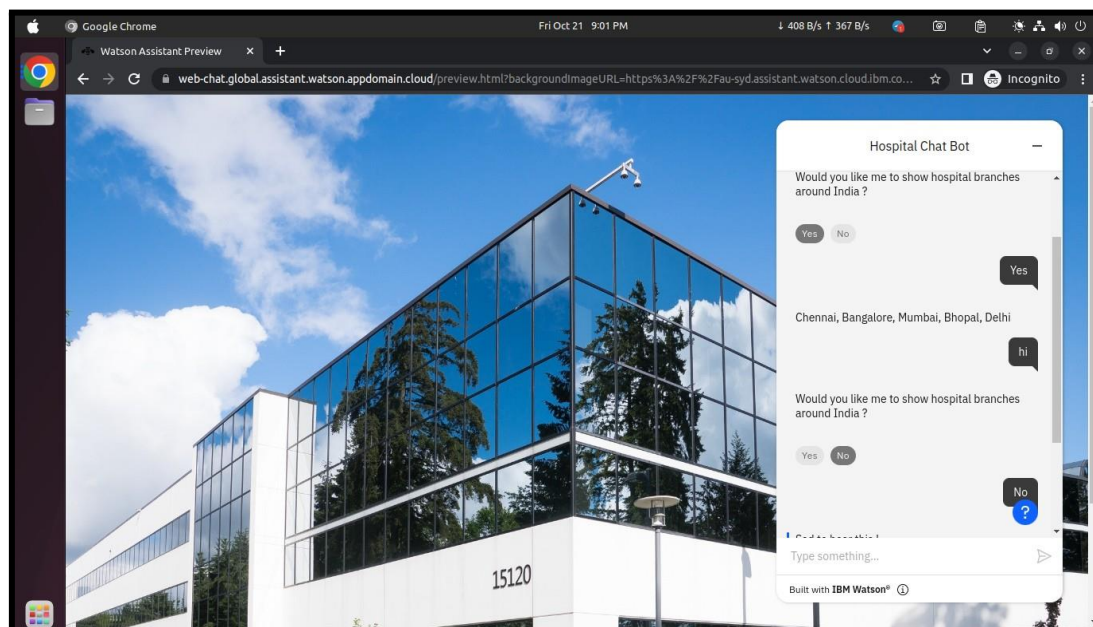 Google Chrome
Fri Oct 21 9:01 PM
↓ 408 B/s ↑ 367 B/s
Watson Assistant Preview
web-chat.global.assistant.watson.appdomain.cloud/preview.html?backgroundImageURL=https%3A%2F%2Fau-syd.assistant.watson.cloud.ibm.co...
Incognito
Hospital Chat Bot
Would you like me to show hospital branches
around India ?
Yes No
Yes
Chennai, Bangalore, Mumbai, Bhopal, Delhi
hi
Would you like me to show hospital branches
around India ?
Yes No
No
?
Sad to hear this !
Type something...
Built with IBM Watson®
15120